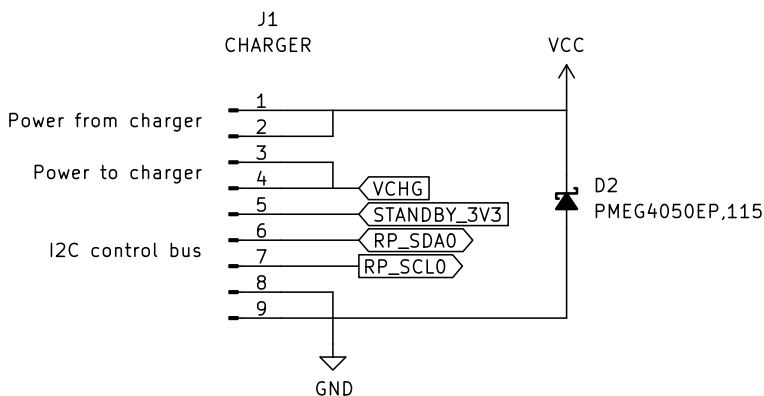 J1
CHARGER
VCC
Power from charger
1
2
Power to charger
3
4
VCHG
5
STANDBY_3V3
D2
PMEG4050EP,115
I2C control bus
6
RP_SDA0
7
RP_SCL0
8
9
GND